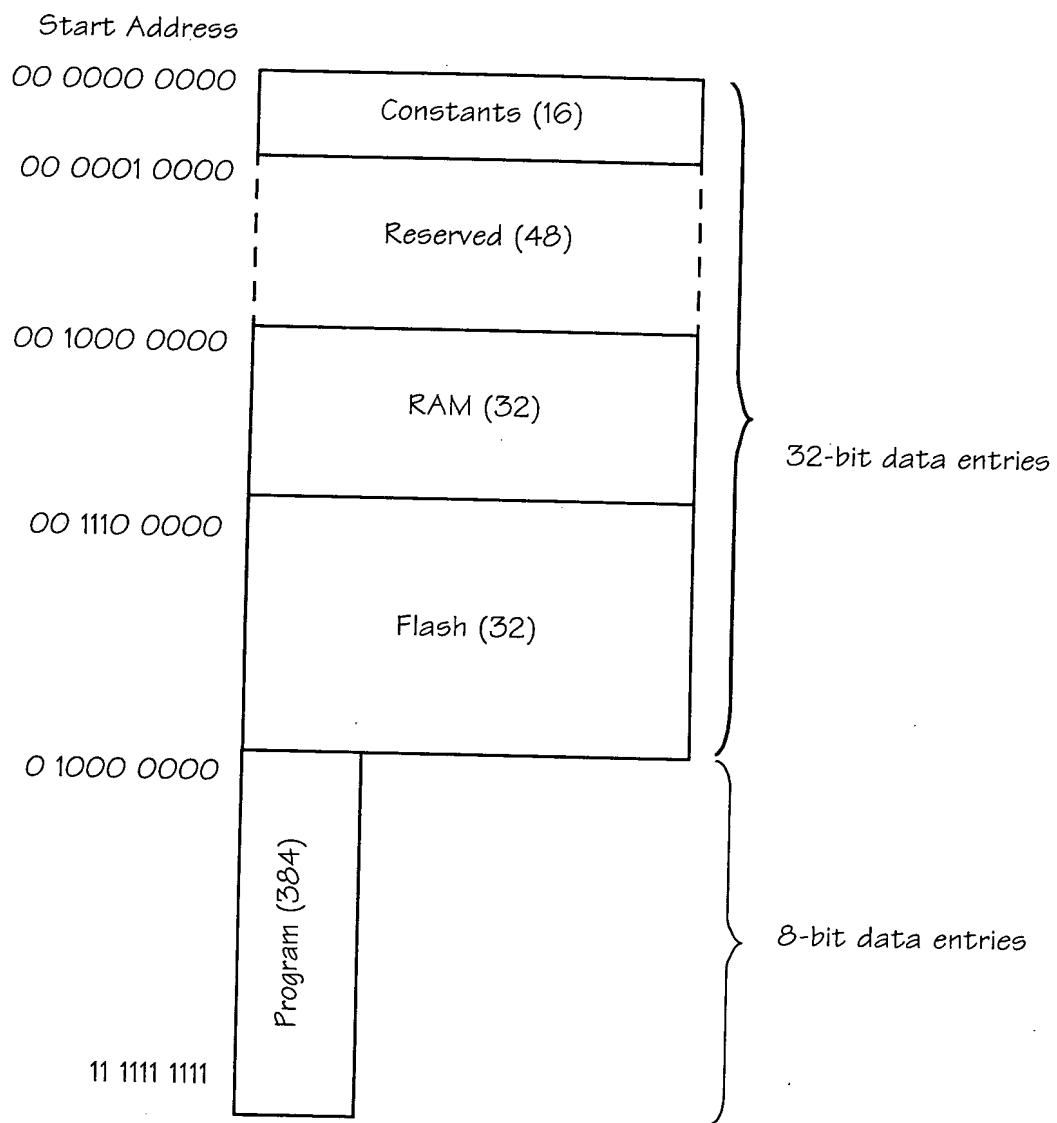 Start Address
00 0000 0000
Constants (16)
00 0001 0000
Reserved (48)
00 1000 0000
RAM (32)
32-bit data entries
00 1110 0000
Flash (32)
0 1000 0000
Program (384)
8-bit data entries
11 1111 1111